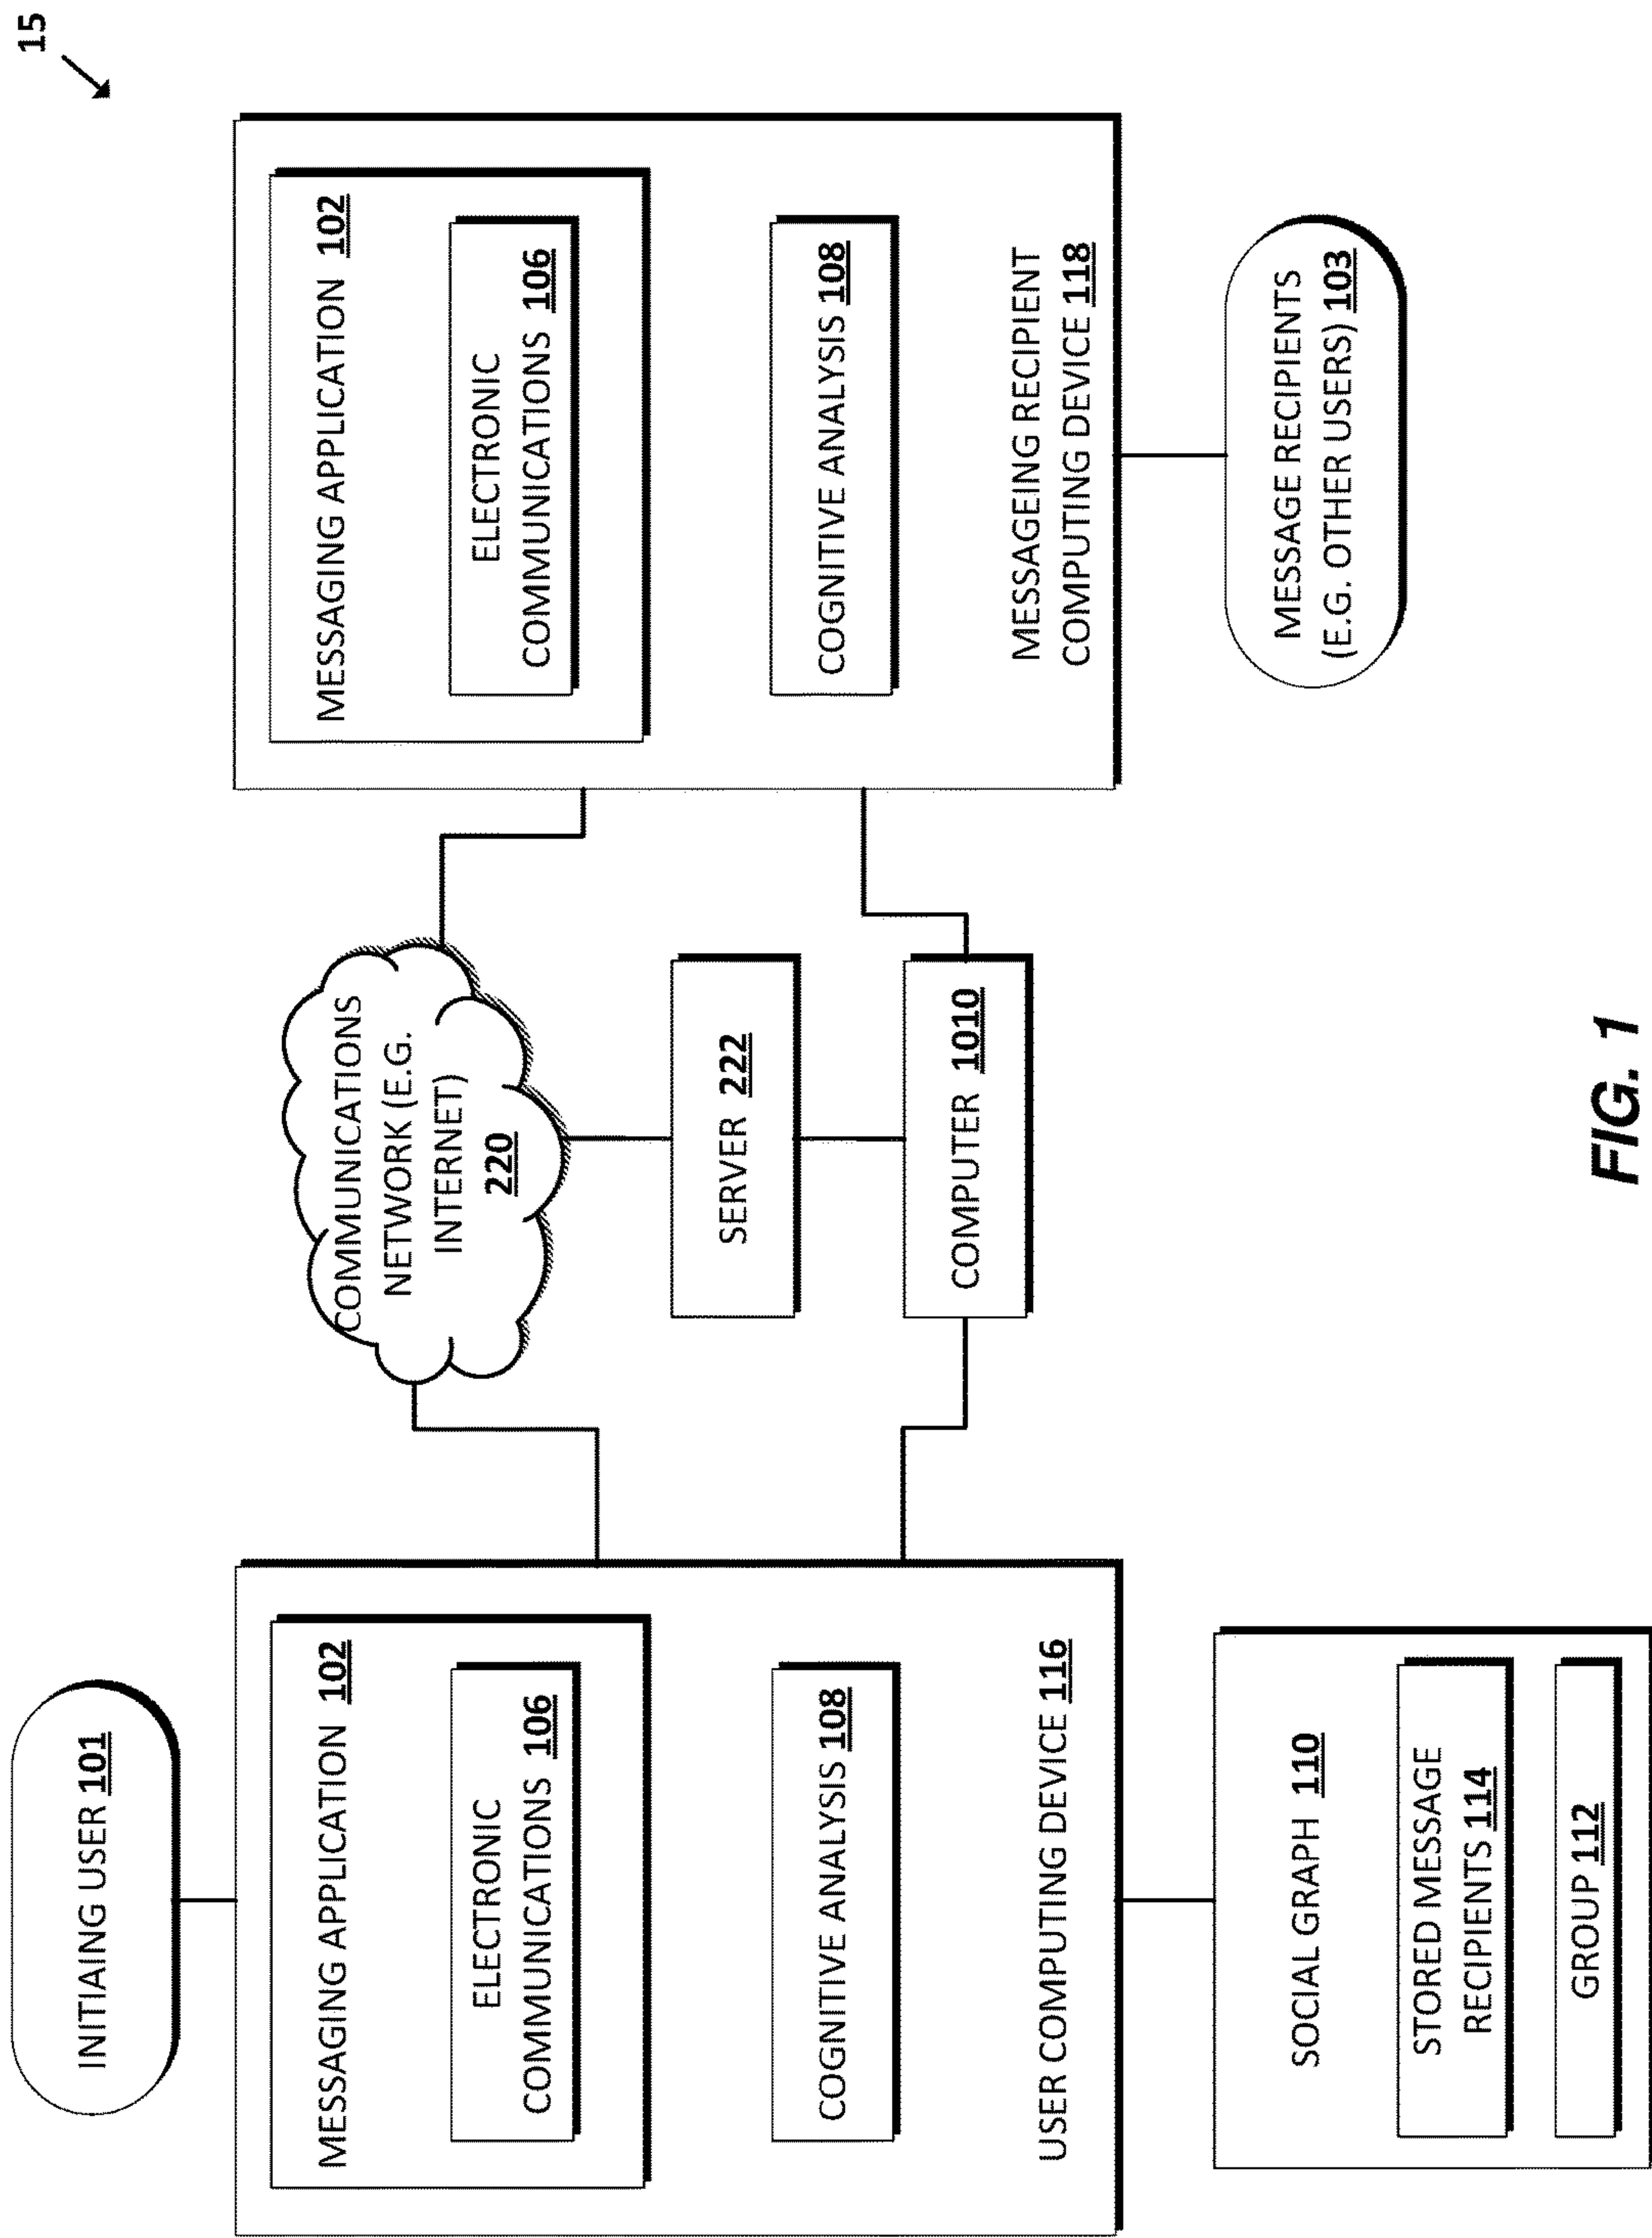 15
INITIAING USER 101
MESSAGING APPLICATION 102
ELECTRONIC
COMMUNICATIONS 106
COGNITIVE ANALYSIS 108
USER COMPUTING DEVICE 116
SOCIAL GRAPH 110
STORED MESSAGE
RECIPIENTS 114
GROUP 112
COMMUNICATIONS
NETWORK (E.G.
INTERNET)
220
SERVER 222
COMPUTER 1010
MESSAGING APPLICATION 102
ELECTRONIC
COMMUNICATIONS 106
COGNITIVE ANALYSIS 108
MESSAGEING RECIPIENT
COMPUTING DEVICE 118
MESSAGE RECIPIENTS
(E.G. OTHER USERS) 103
FIG. 1